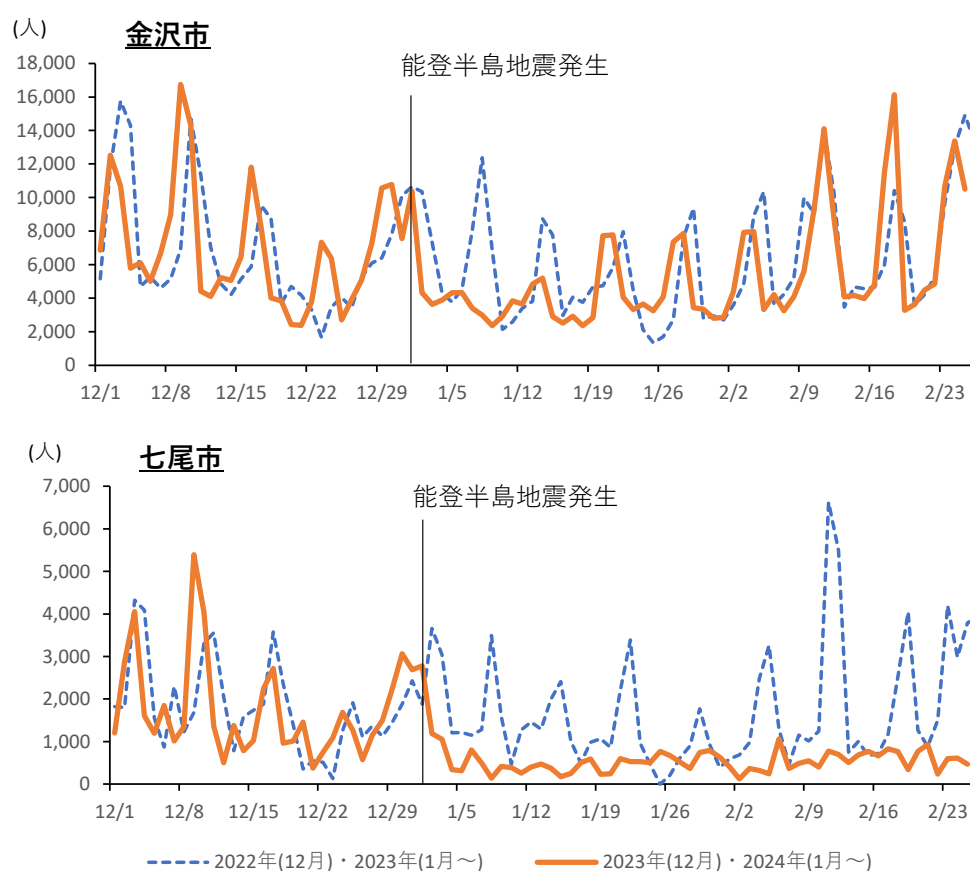 (人)
金沢市
能登半島地震発生
18,000
16,000
14,000
12,000
10,000
8,000
6,000
4,000
2,000
0
12/1 12/8 12/15 12/22 12/29 1/5 1/12 1/19 1/26 2/2 2/9 2/16 2/23
(人)
七尾市
能登半島地震発生
7,000
6,000
5,000
4,000
3,000
2,000
1,000
0
12/1 12/8 12/15 12/22 12/29 1/5 1/12 1/19 1/26 2/2 2/9 2/16 2/23
2022年(12月)・2023年(1月～) 2023年(12月)・2024年(1月～)